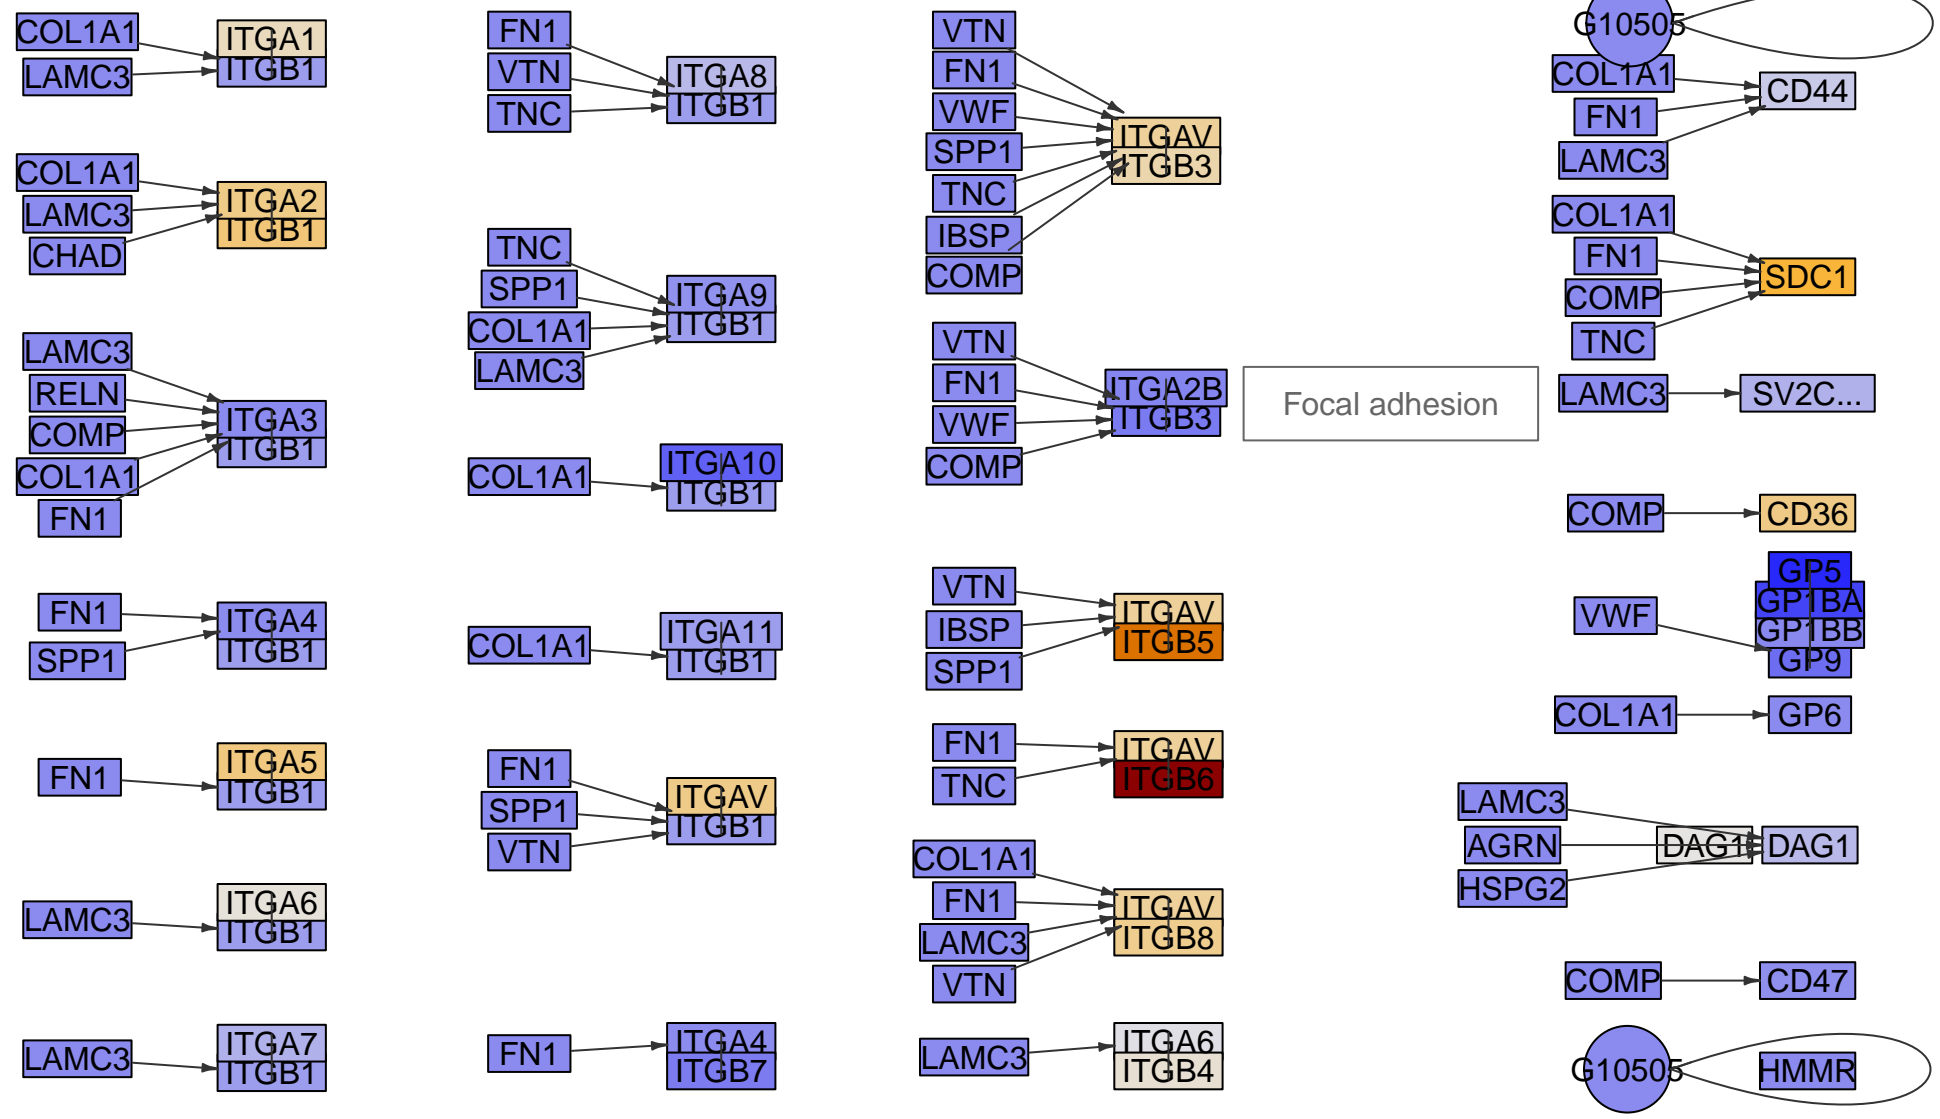 COL1A1
LAMC3
ITGA1
ITGB1
COL1A1
LAMC3
CHAD
ITGA2
ITGB1
LAMC3
RELN
COMP
COL1A1
FN1
ITGA3
ITGB1
FN1
SPP1
ITGA4
ITGB1
FN1
ITGA5
ITGB1
LAMC3
ITGA6
ITGB1
LAMC3
ITGA7
ITGB1
FN1
VTN
TNC
ITGA8
ITGB1
TNC
SPP1
COL1A1
LAMC3
ITGA9
ITGB1
COL1A1
ITGA10
ITGB1
COL1A1
ITGA11
ITGB1
FN1
SPP1
VTN
ITGAV
ITGB1
FN1
ITGA4
ITGB7
VTN
FN1
VWF
SPP1
TNC
IBSP
COMP
ITGAV
ITGB3
VTN
FN1
VWF
COMP
ITGA2B
ITGB3
Focal adhesion
VTN
IBSP
SPP1
ITGAV
ITGB5
FN1
TNC
ITGAV
ITGB6
COL1A1
FN1
LAMC3
VTN
ITGAV
ITGB8
LAMC3
ITGA6
ITGB4
G10505
COL1A1
FN1
LAMC3
CD44
COL1A1
FN1
COMP
TNC
SDC1
LAMC3
SV2C...
COMP
CD36
VWF
GP5
GP1BA
GP1BB
GP9
COL1A1
GP6
LAMC3
AGRN
HSPG2
DAG1
DAG1
COMP
CD47
G10505
HMMR